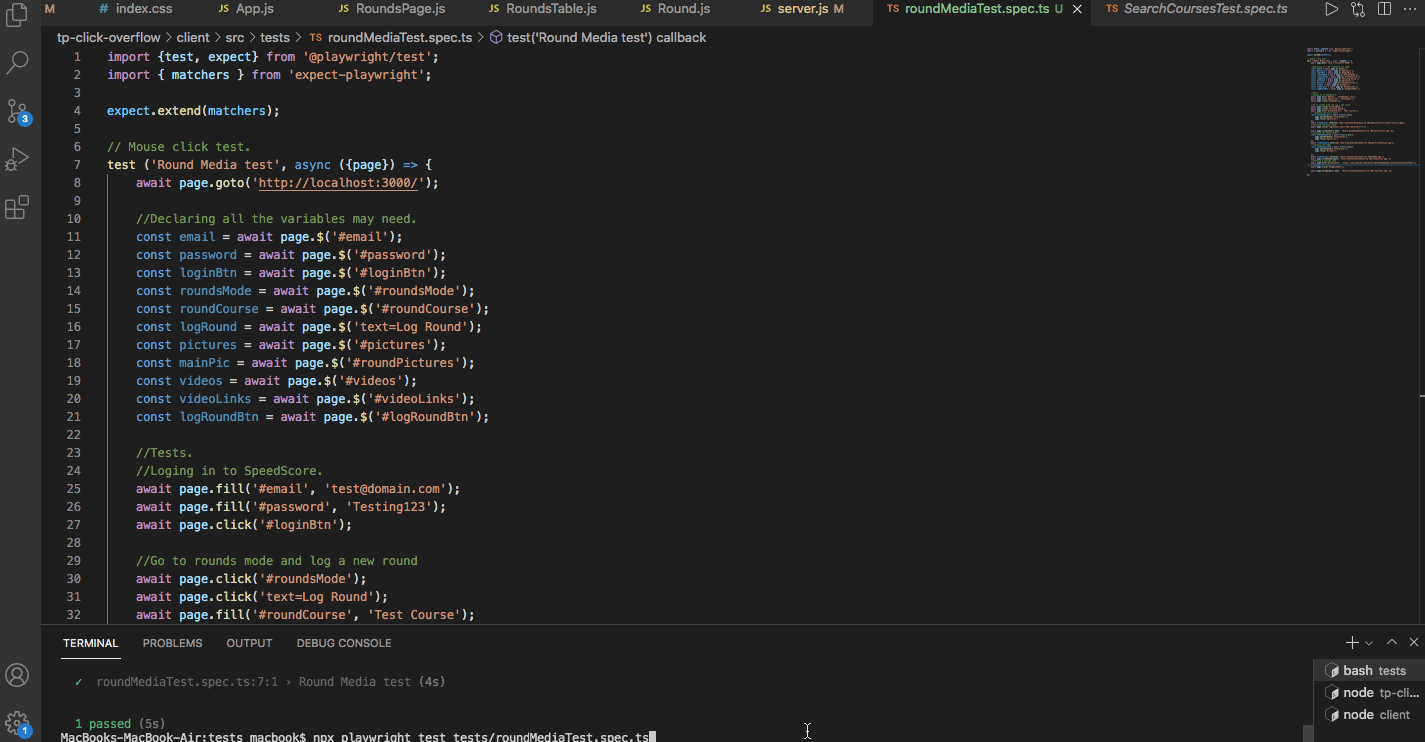 M # index.css JS App.js JS RoundsPage.js JS RoundsTable.js JS Round.js JS server.js M TS roundMediaTest.spec.ts U × TS SearchCoursesTest.spec.ts ...
tp-click-overflow > client > src > tests > TS roundMediaTest.spec.ts > test('Round Media test') callback
1 import {test, expect} from '@playwright/test';
2 import { matchers } from 'expect-playwright';
3
4 expect.extend(matchers);
5
6 // Mouse click test.
7 test ('Round Media test', async ({page}) => {
8 await page.goto('http://localhost:3000/');
9
10 //Declaring all the variables may need.
11 const email = await page.$('#email');
12 const password = await page.$('#password');
13 const loginBtn = await page.$('#loginBtn');
14 const roundsMode = await page.$('#roundsMode');
15 const roundCourse = await page.$('#roundCourse');
16 const logRound = await page.$('text=Log Round');
17 const pictures = await page.$('#pictures');
18 const mainPic = await page.$('#roundPictures');
19 const videos = await page.$('#videos');
20 const videoLinks = await page.$('#videoLinks');
21 const logRoundBtn = await page.$('#logRoundBtn');
22
23 //Tests.
24 //Loging in to SpeedScore.
25 await page.fill('#email', 'test@domain.com');
26 await page.fill('#password', 'Testing123');
27 await page.click('#loginBtn');
28
29 //Go to rounds mode and log a new round
30 await page.click('#roundsMode');
31 await page.click('text=Log Round');
32 await page.fill('#roundCourse', 'Test Course');
3
1
TERMINAL PROBLEMS OUTPUT DEBUG CONSOLE
✓ roundMediaTest.spec.ts:7:1 › Round Media test (4s)
1 passed (5s)
MacBooks-MacBook-Air:tests macbook$ npx playwright test tests/roundMediaTest.spec.ts
bash tests
node tp-cli...
node client